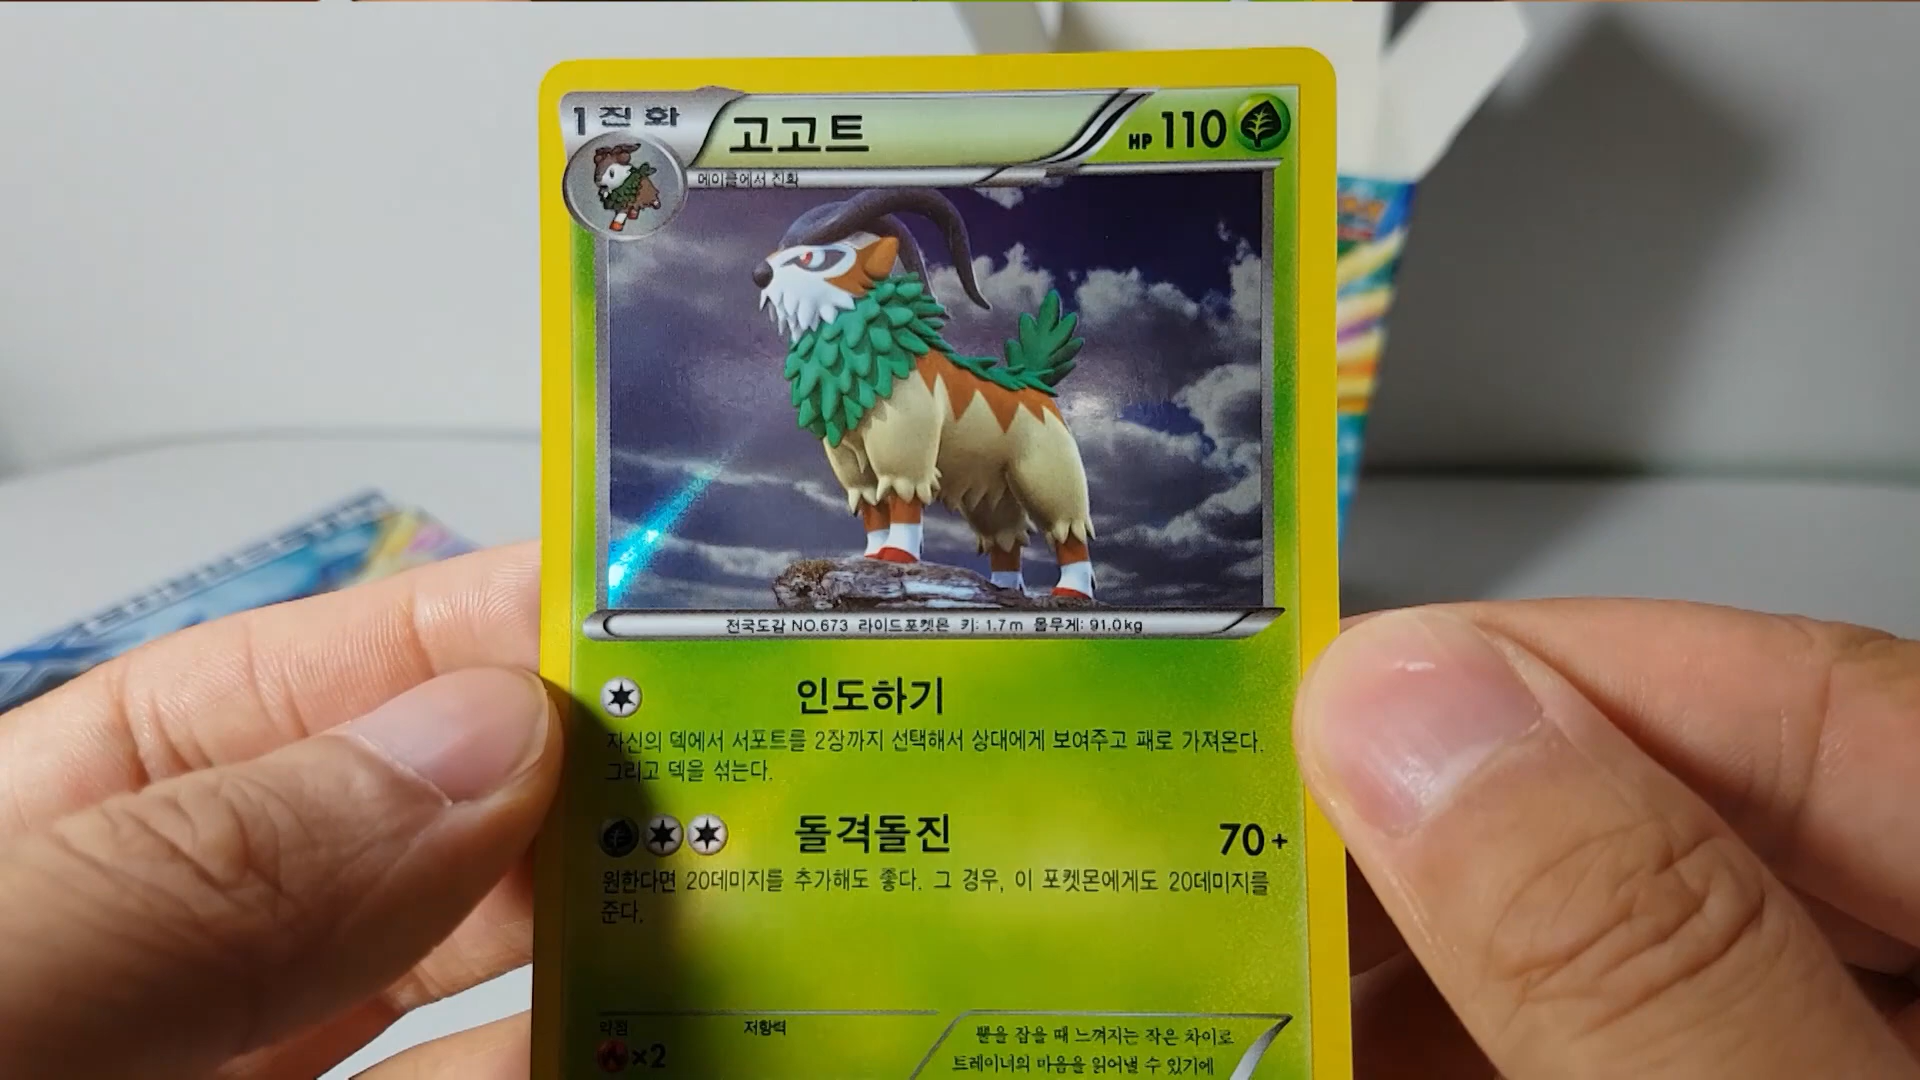 1 진화
고고트
HP 110
메이클에서 진화
전국도감 NO.673 라이드포켓몬 키: 1.7m 몸무게: 91.0kg
인도하기
자신의 덱에서 서포트를 2장까지 선택해서 상대에게 보여주고 패로 가져온다.
그리고 덱을 섞는다.
돌격돌진 70+
원한다면 20데미지를 추가해도 좋다. 그 경우, 이 포켓몬에게도 20데미지를
준다.
약점 저항력
×2
뿔을 잡을 때 느껴지는 작은 차이로
트레이너의 마음을 읽어낼 수 있기에